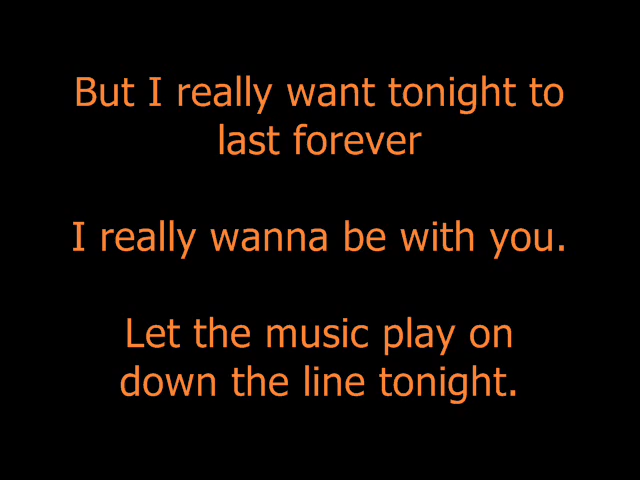 But I really want tonight to
last forever
I really wanna be with you.
Let the music play on
down the line tonight.